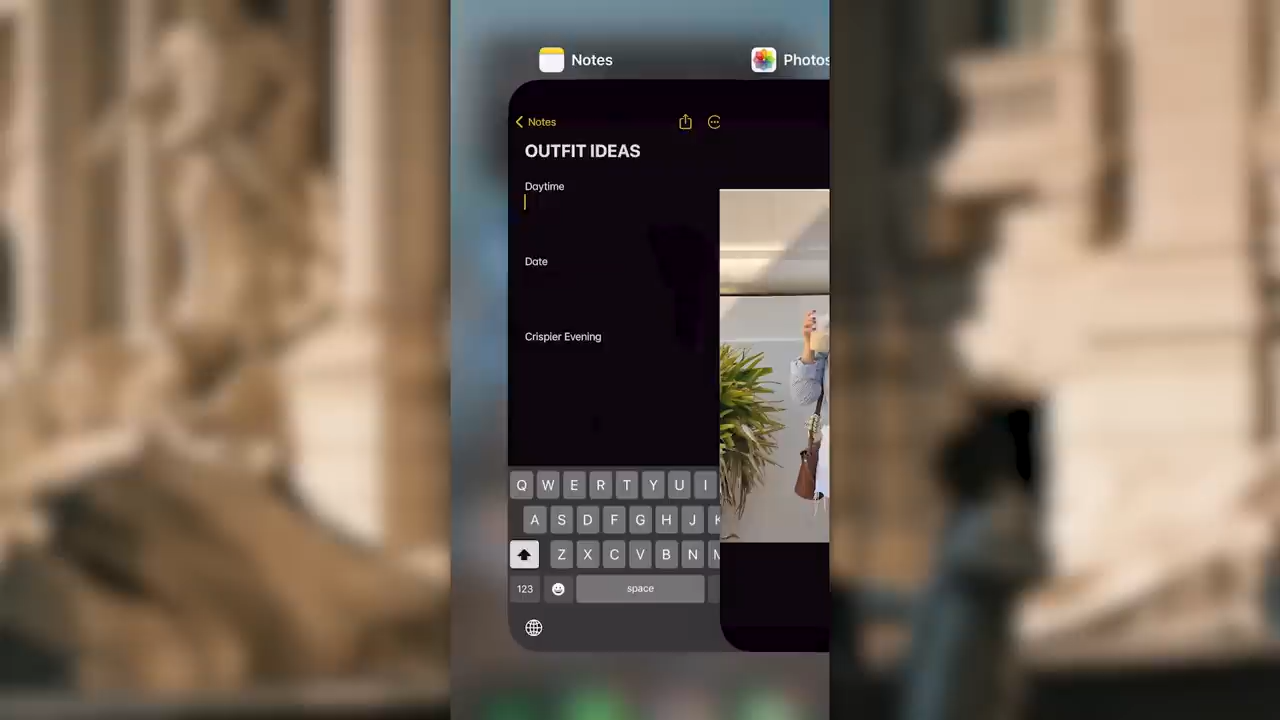 Notes
Photos
Notes
OUTFIT IDEAS
Daytime
Date
Crispier Evening
Q W E R T Y U I
A S D F G H J K
Z X C V B N M
123
space